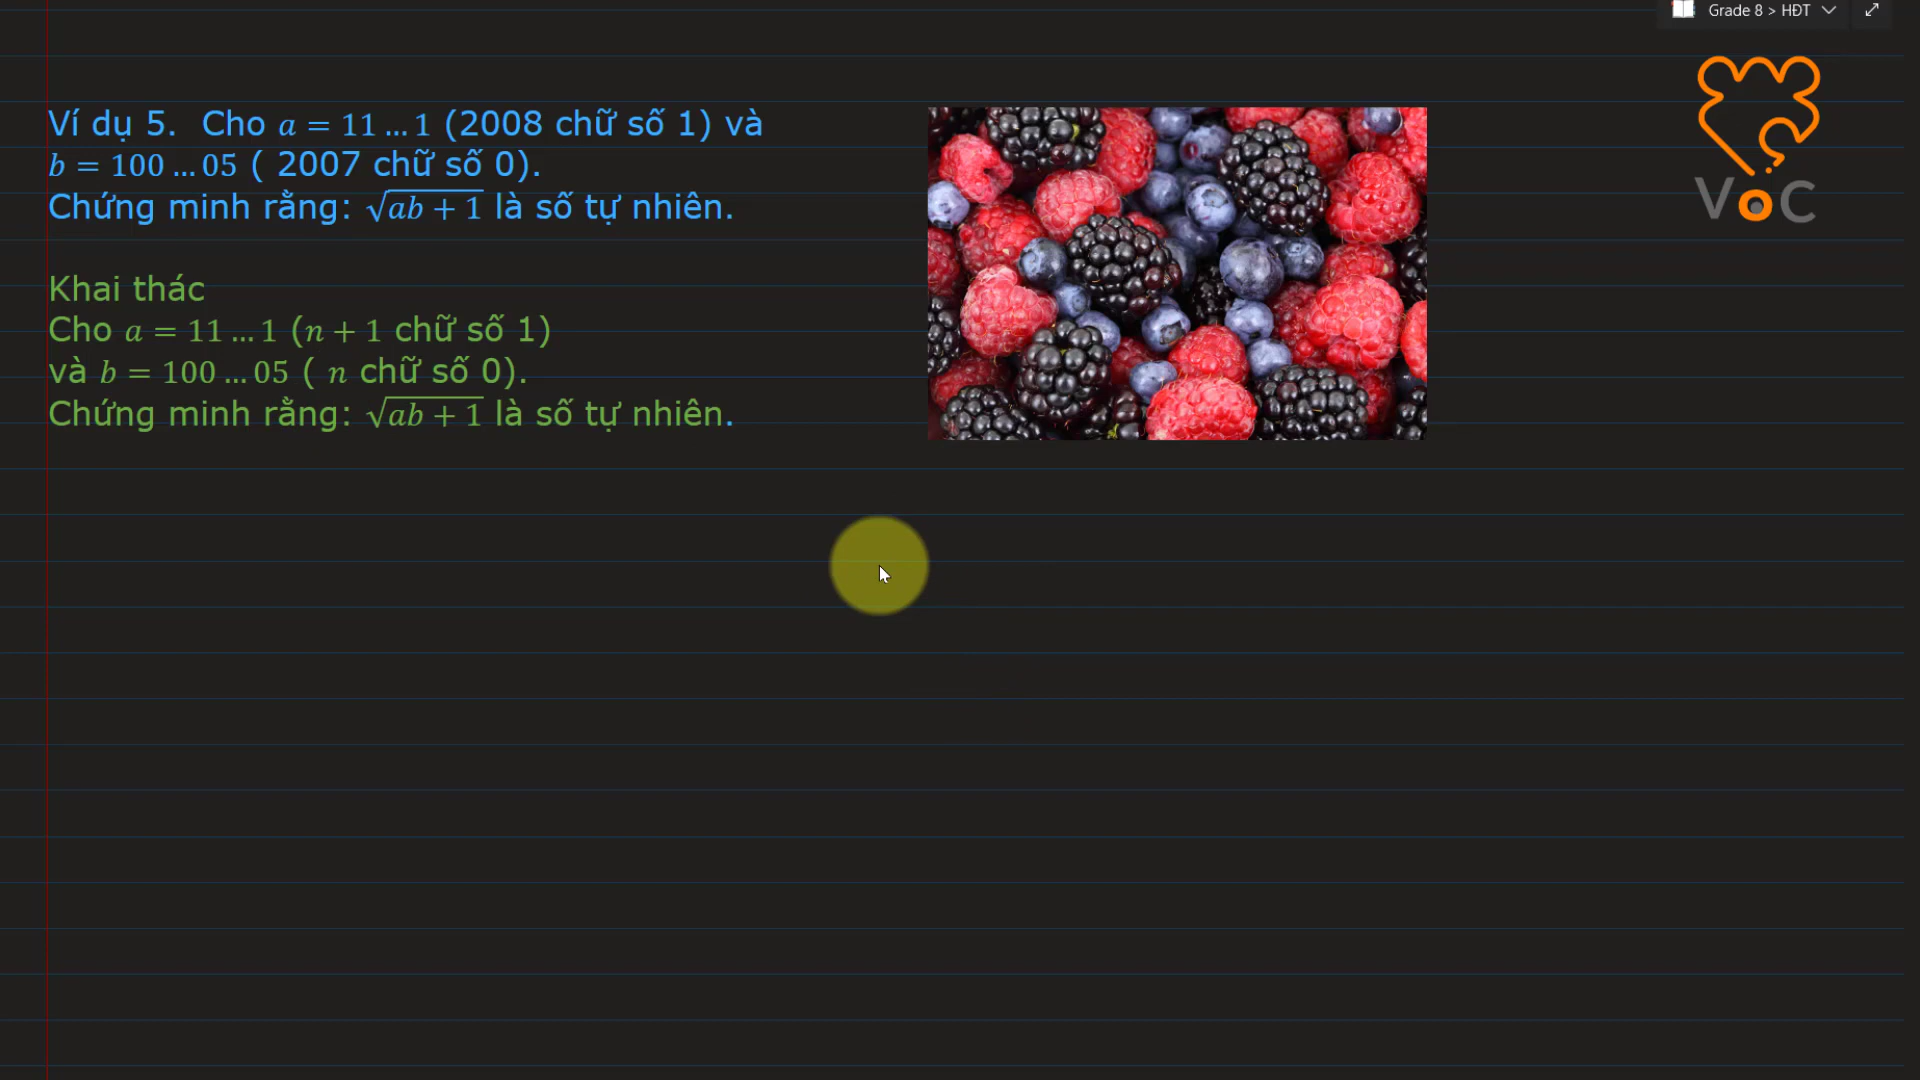 Grade 8 > HĐT
Ví dụ 5. Cho a = 11 … 1 (2008 chữ số 1) và
b = 100 … 05 ( 2007 chữ số 0).
Chứng minh rằng: √ab + 1 là số tự nhiên.
Khai thác
Cho a = 11 … 1 (n + 1 chữ số 1)
và b = 100 … 05 ( n chữ số 0).
Chứng minh rằng: √ab + 1 là số tự nhiên.
VoC